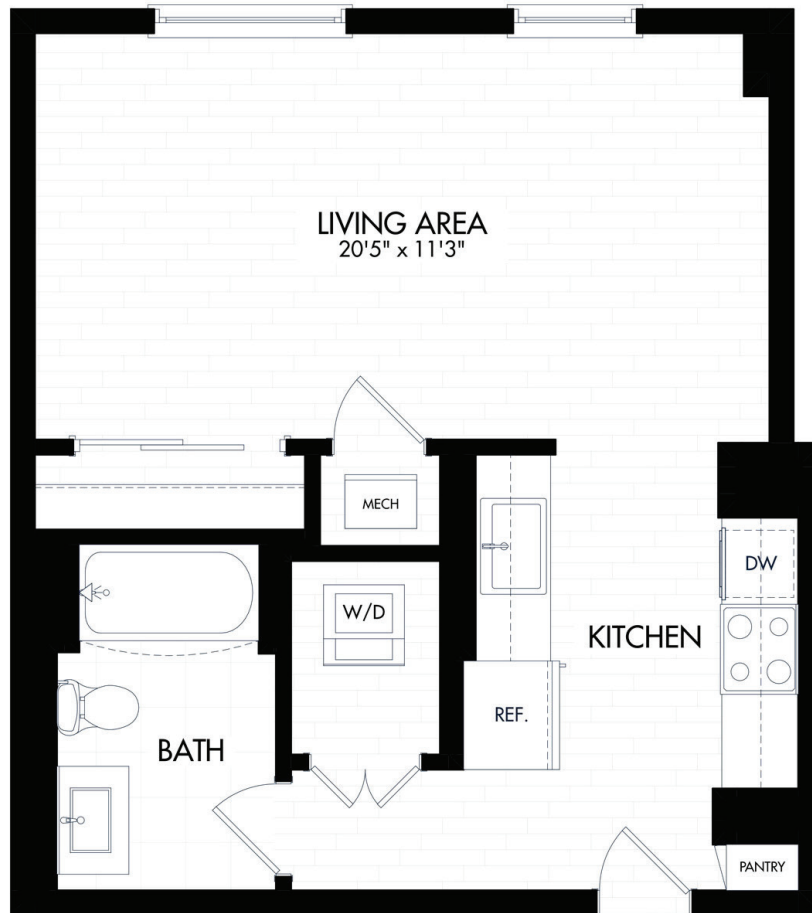 LIVING AREA
20'5" x 11'3"
MECH
DW
W/D
KITCHEN
REF.
BATH
PANTRY